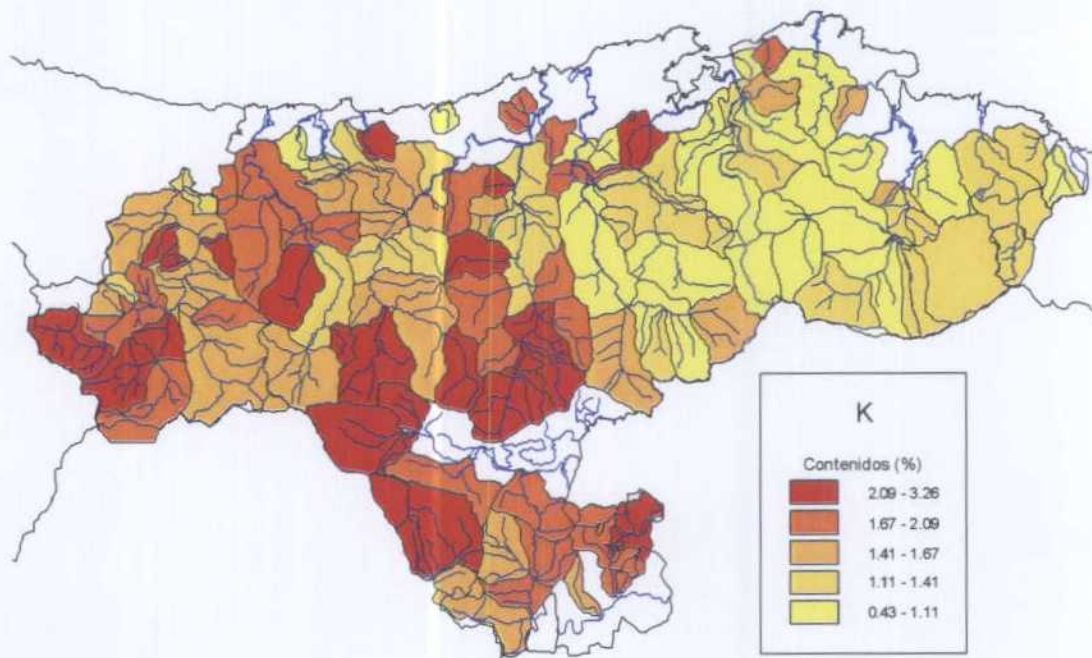 K
Contenidos (%)
2.09 - 3.26
1.67 - 2.09
1.41 - 1.67
1.11 - 1.41
0.43 - 1.11